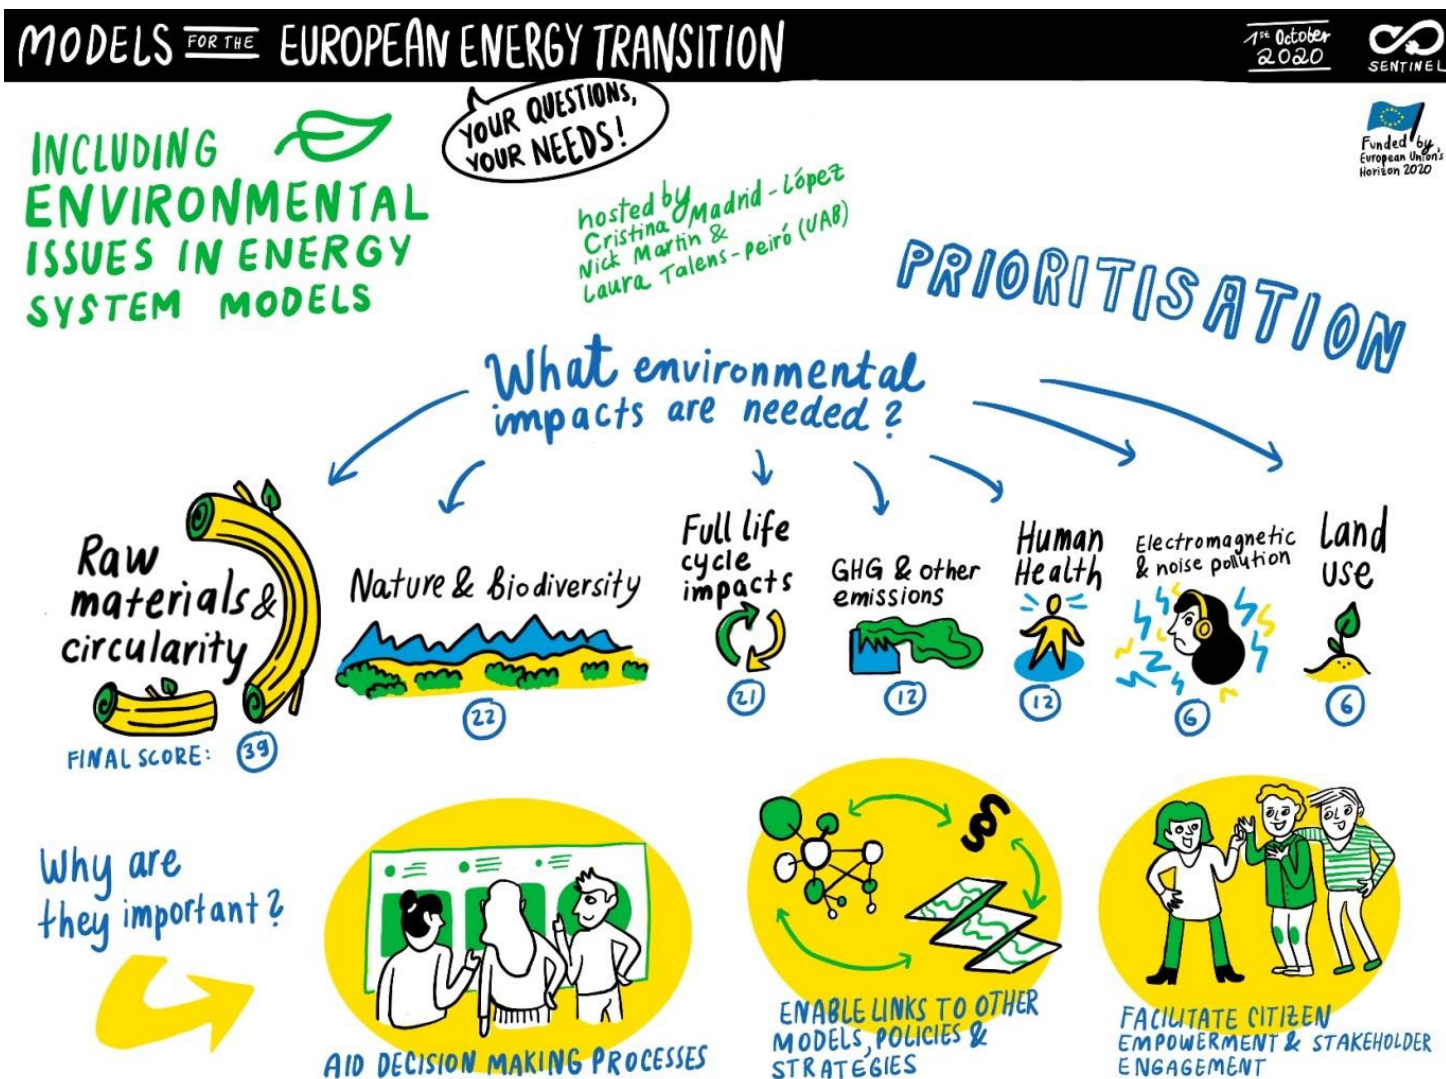 MODELS FOR THE EUROPEAN ENERGY TRANSITION
1st October
2020
SENTINEL
YOUR QUESTIONS,
YOUR NEEDS!
Funded by
European Union's
Horizon 2020
INCLUDING
ENVIRONMENTAL
ISSUES IN ENERGY
SYSTEM MODELS
hosted by
Cristina Madrid-López
Nick Martin &
Laura Talens-peiró (UAB)
PRIORITISATION
What environmental
impacts are needed?
Raw
materials &
circularity
FINAL SCORE: 39
Nature & Biodiversity
22
Full life
cycle
impacts
21
GHG & other
emissions
12
Human
Health
12
Electromagnetic
& noise pollution
6
Land
use
6
Why are
they important?
AID DECISION MAKING PROCESSES
§
ENABLE LINKS TO OTHER
MODELS, POLICIES &
STRATEGIES
FACILITATE CITIZEN
EMPOWERMENT & STAKEHOLDER
ENGAGEMENT